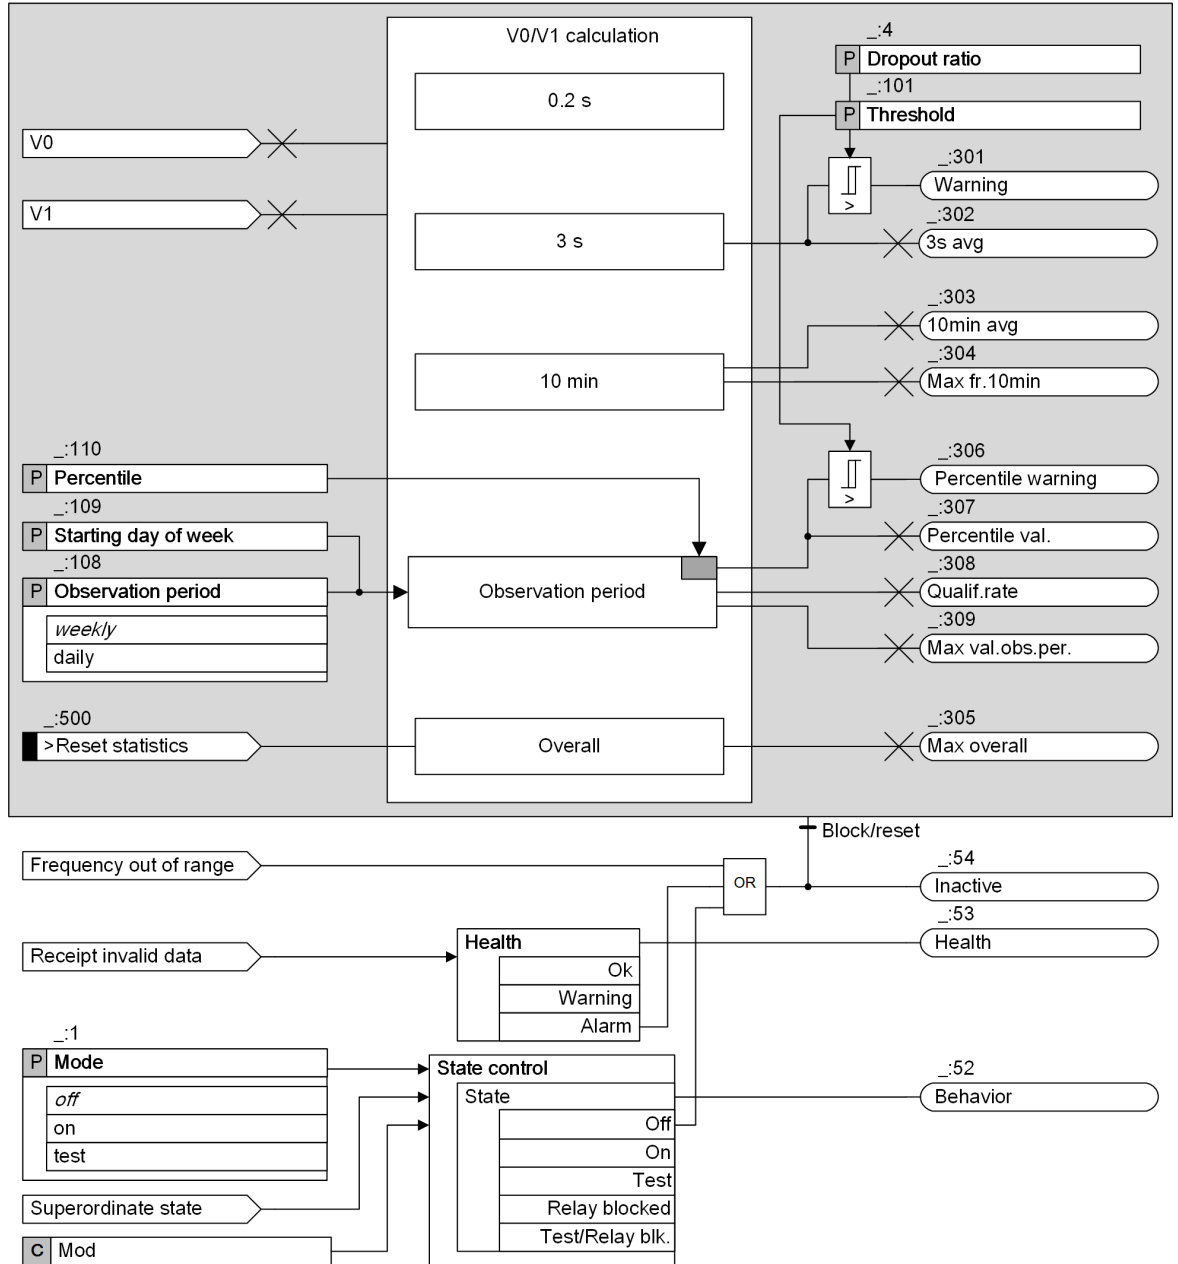 V0/V1 calculation
_:4
P Dropout ratio
_:101
P Threshold
0.2 s
V0
_:301
Warning
>
V1
_:302
3s avg
3 s
_:303
10min avg
_:304
Max fr.10min
10 min
_:110
P Percentile
_:306
Percentile warning
>
_:109
P Starting day of week
_:307
Percentile val.
_:108
P Observation period
weekly
daily
Observation period
_:308
Qualif.rate
_:309
Max val.obs.per.
_:500
>Reset statistics
Overall
_:305
Max overall
Block/reset
Frequency out of range
OR
_:54
Inactive
_:53
Health
Receipt invalid data
Health
Ok
Warning
Alarm
_:1
P Mode
off
on
test
State control
State
Off
On
Test
Relay blocked
Test/Relay blk.
_:52
Behavior
Superordinate state
C Mod